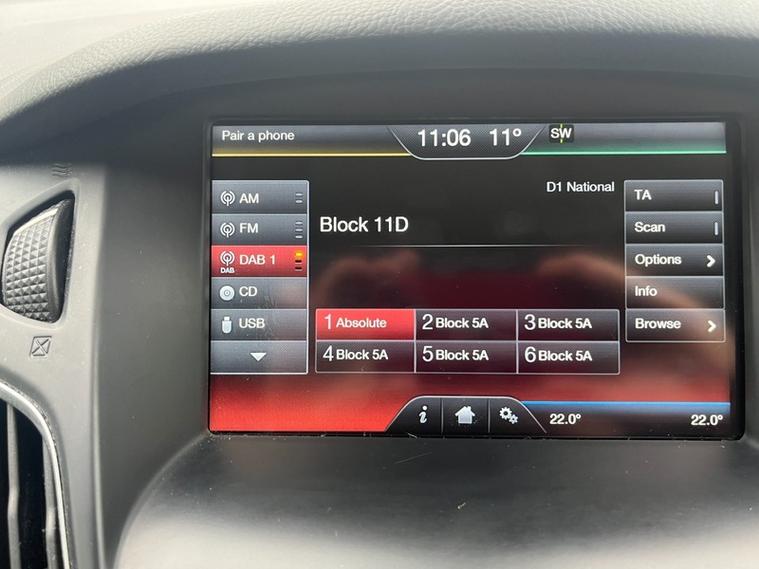 Pair a phone
11:06 11°
SW
AM
FM
DAB DAB 1
CD
USB
D1 National
Block 11D
1 Absolute 2 Block 5A 3 Block 5A
4 Block 5A 5 Block 5A 6 Block 5A
TA
Scan
Options
Info
Browse
i
22.0° 22.0°